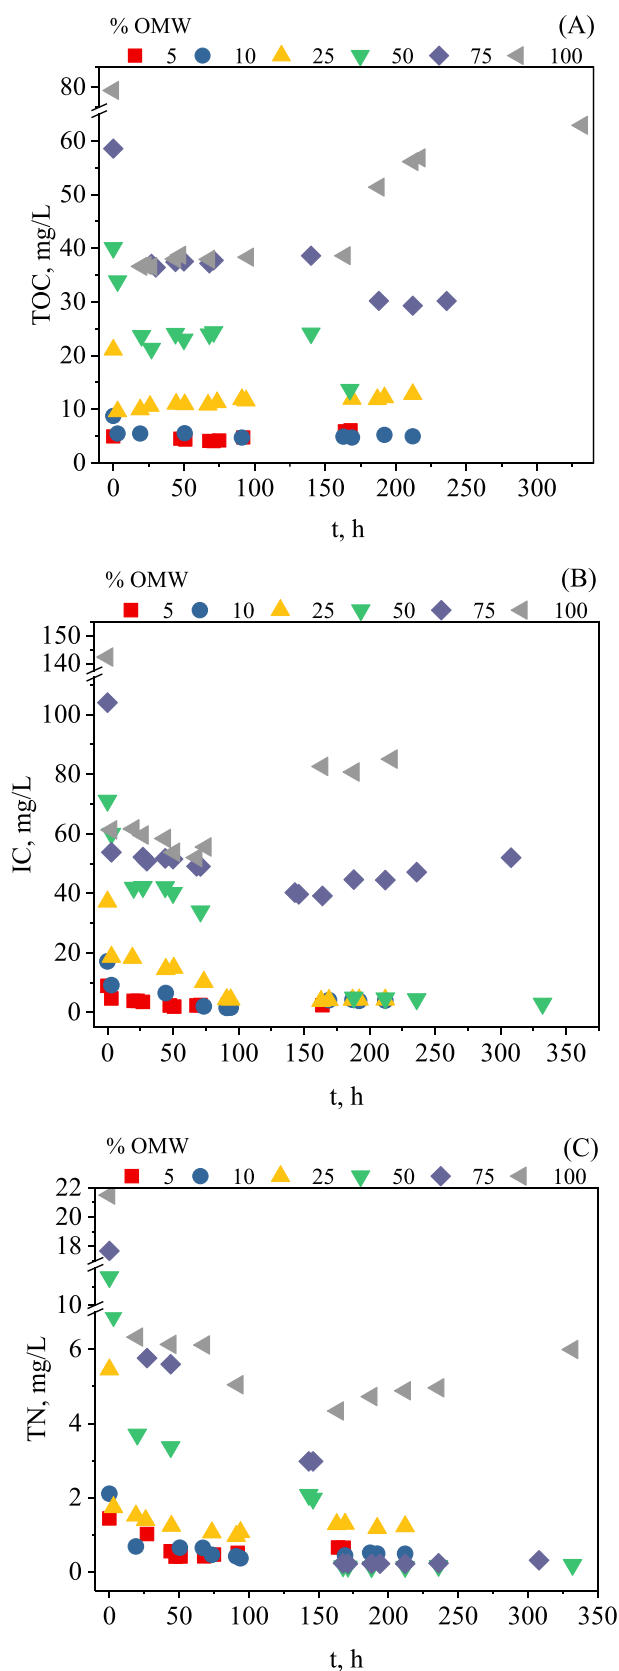 (A)
% OMW
5 10 25 50 75 100
80
60
50
40
30
20
10
0
TOC, mg/L
0 50 100 150 200 250 300
t, h
(B)
% OMW
5 10 25 50 75 100
150
140
100
80
60
40
20
0
IC, mg/L
0 50 100 150 200 250 300 350
t, h
(C)
% OMW
5 10 25 50 75 100
22
20
18
10
6
4
2
0
TN, mg/L
0 50 100 150 200 250 300 350
t, h